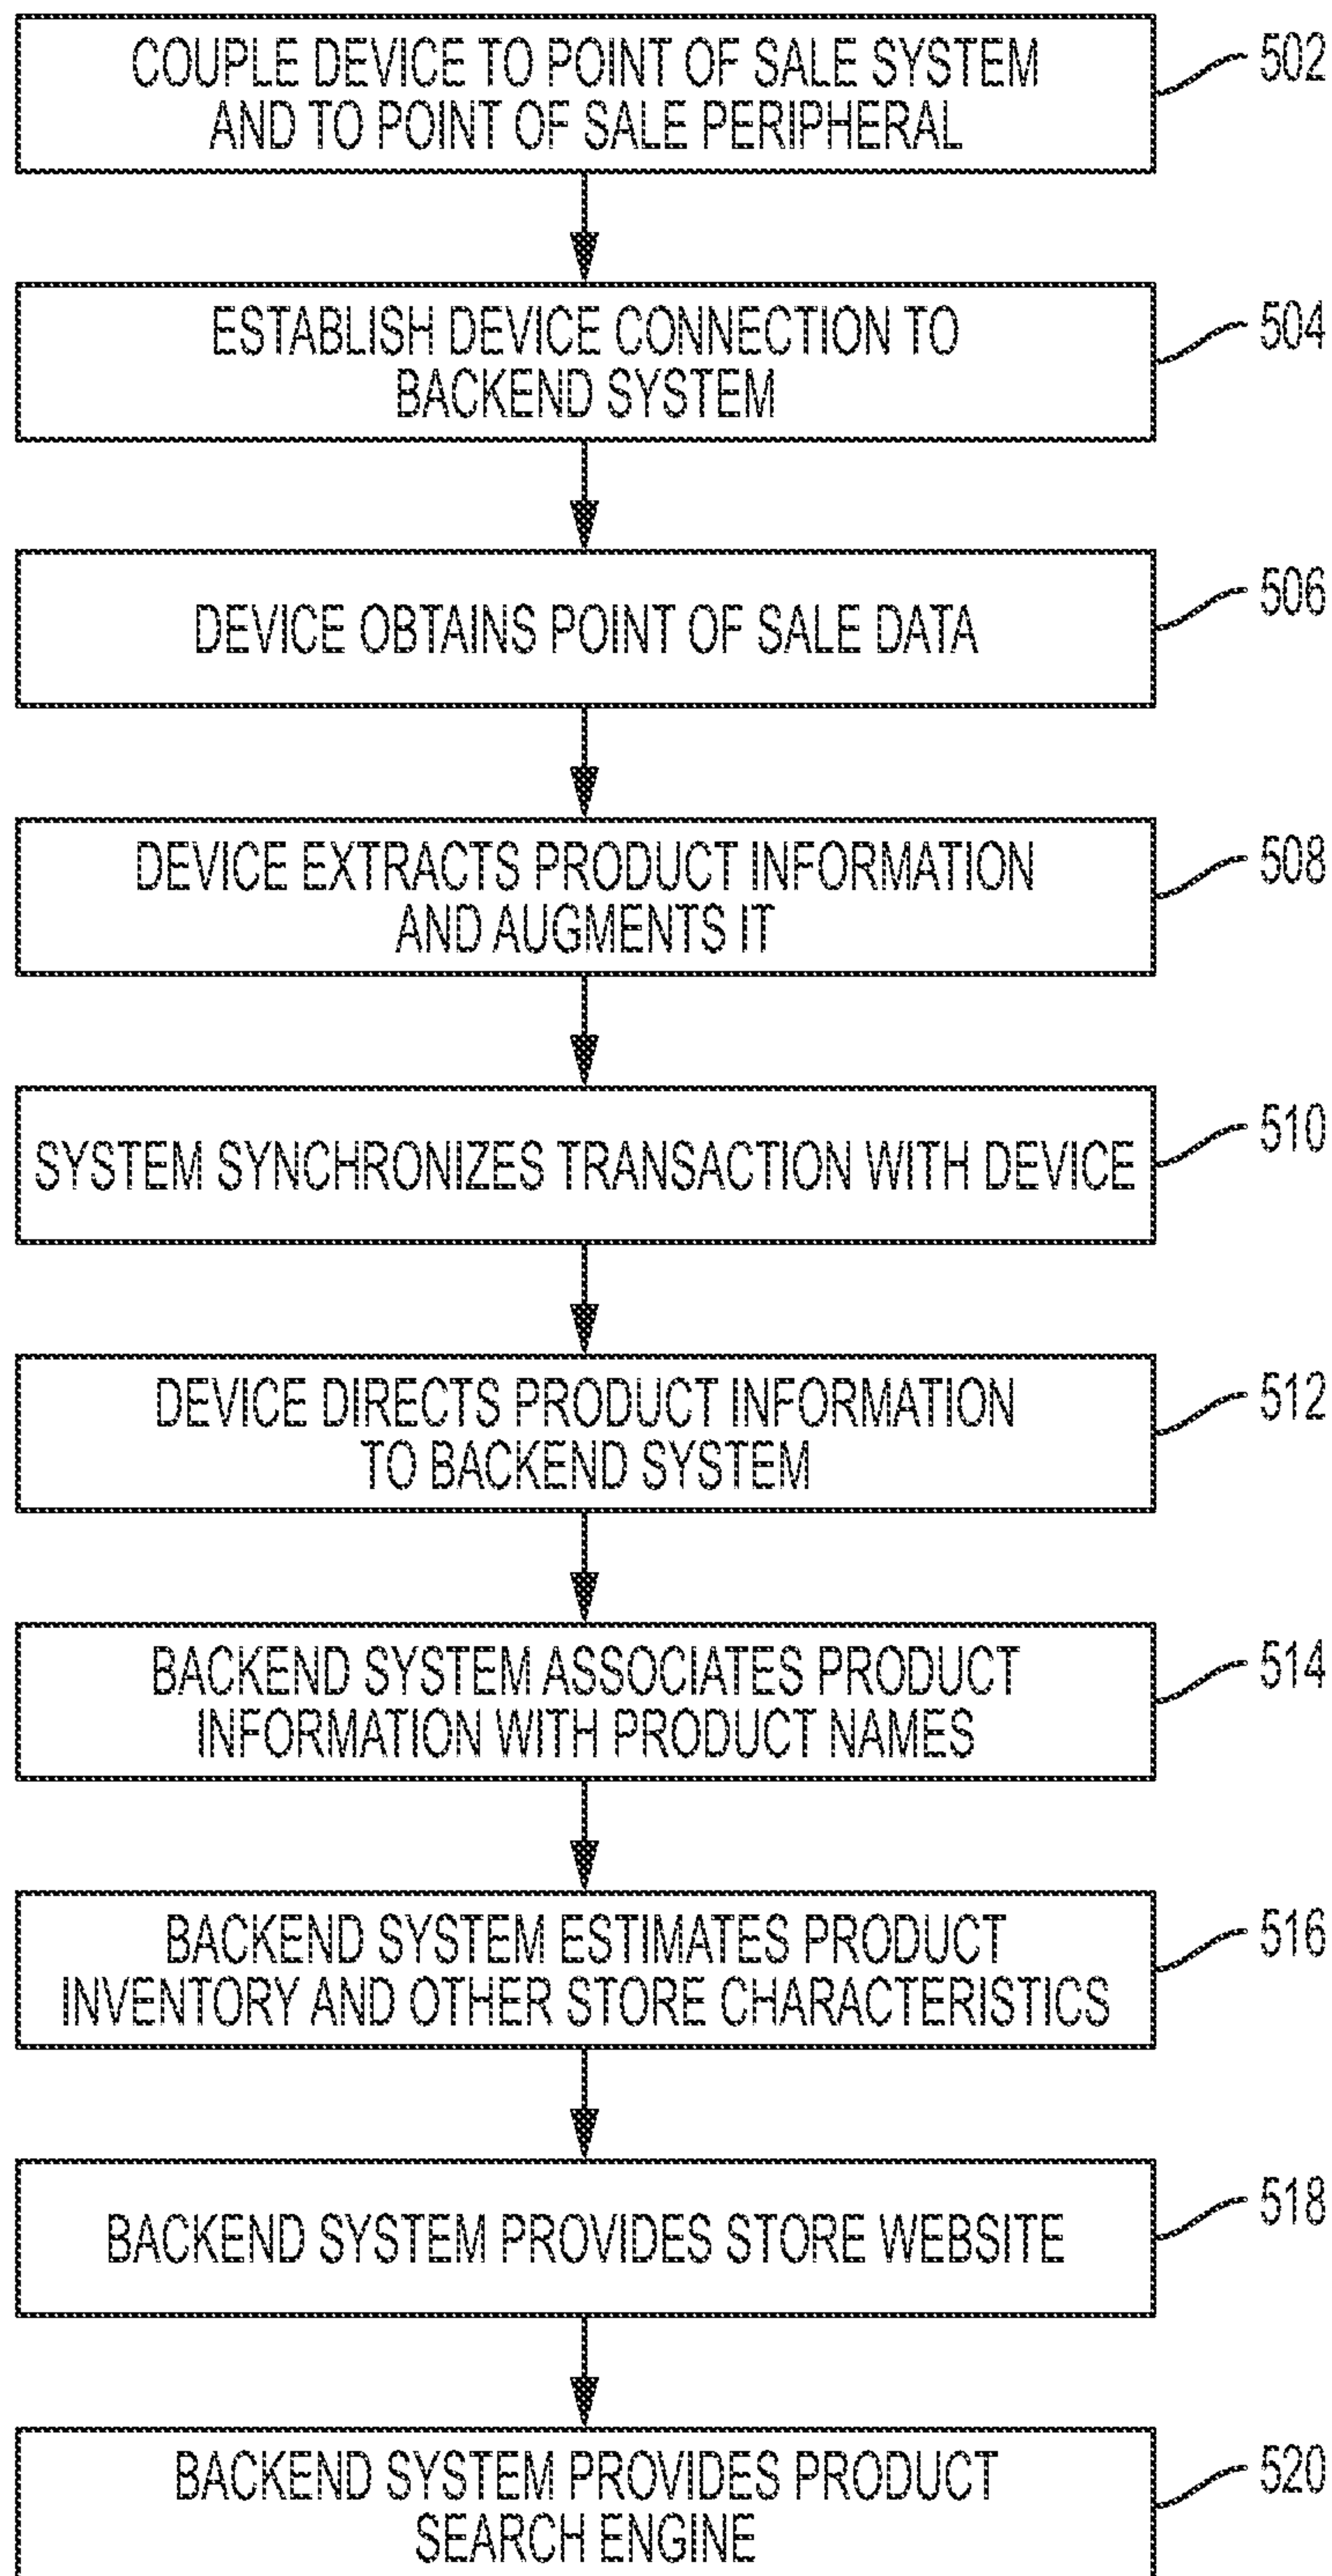 COUPLE DEVICE TO POINT OF SALE SYSTEM
AND TO POINT OF SALE PERIPHERAL
502
ESTABLISH DEVICE CONNECTION TO
BACKEND SYSTEM
504
DEVICE OBTAINS POINT OF SALE DATA
506
DEVICE EXTRACTS PRODUCT INFORMATION
AND AUGMENTS IT
508
SYSTEM SYNCHRONIZES TRANSACTION WITH DEVICE
510
DEVICE DIRECTS PRODUCT INFORMATION
TO BACKEND SYSTEM
512
BACKEND SYSTEM ASSOCIATES PRODUCT
INFORMATION WITH PRODUCT NAMES
514
BACKEND SYSTEM ESTIMATES PRODUCT
INVENTORY AND OTHER STORE CHARACTERISTICS
516
BACKEND SYSTEM PROVIDES STORE WEBSITE
518
BACKEND SYSTEM PROVIDES PRODUCT
SEARCH ENGINE
520